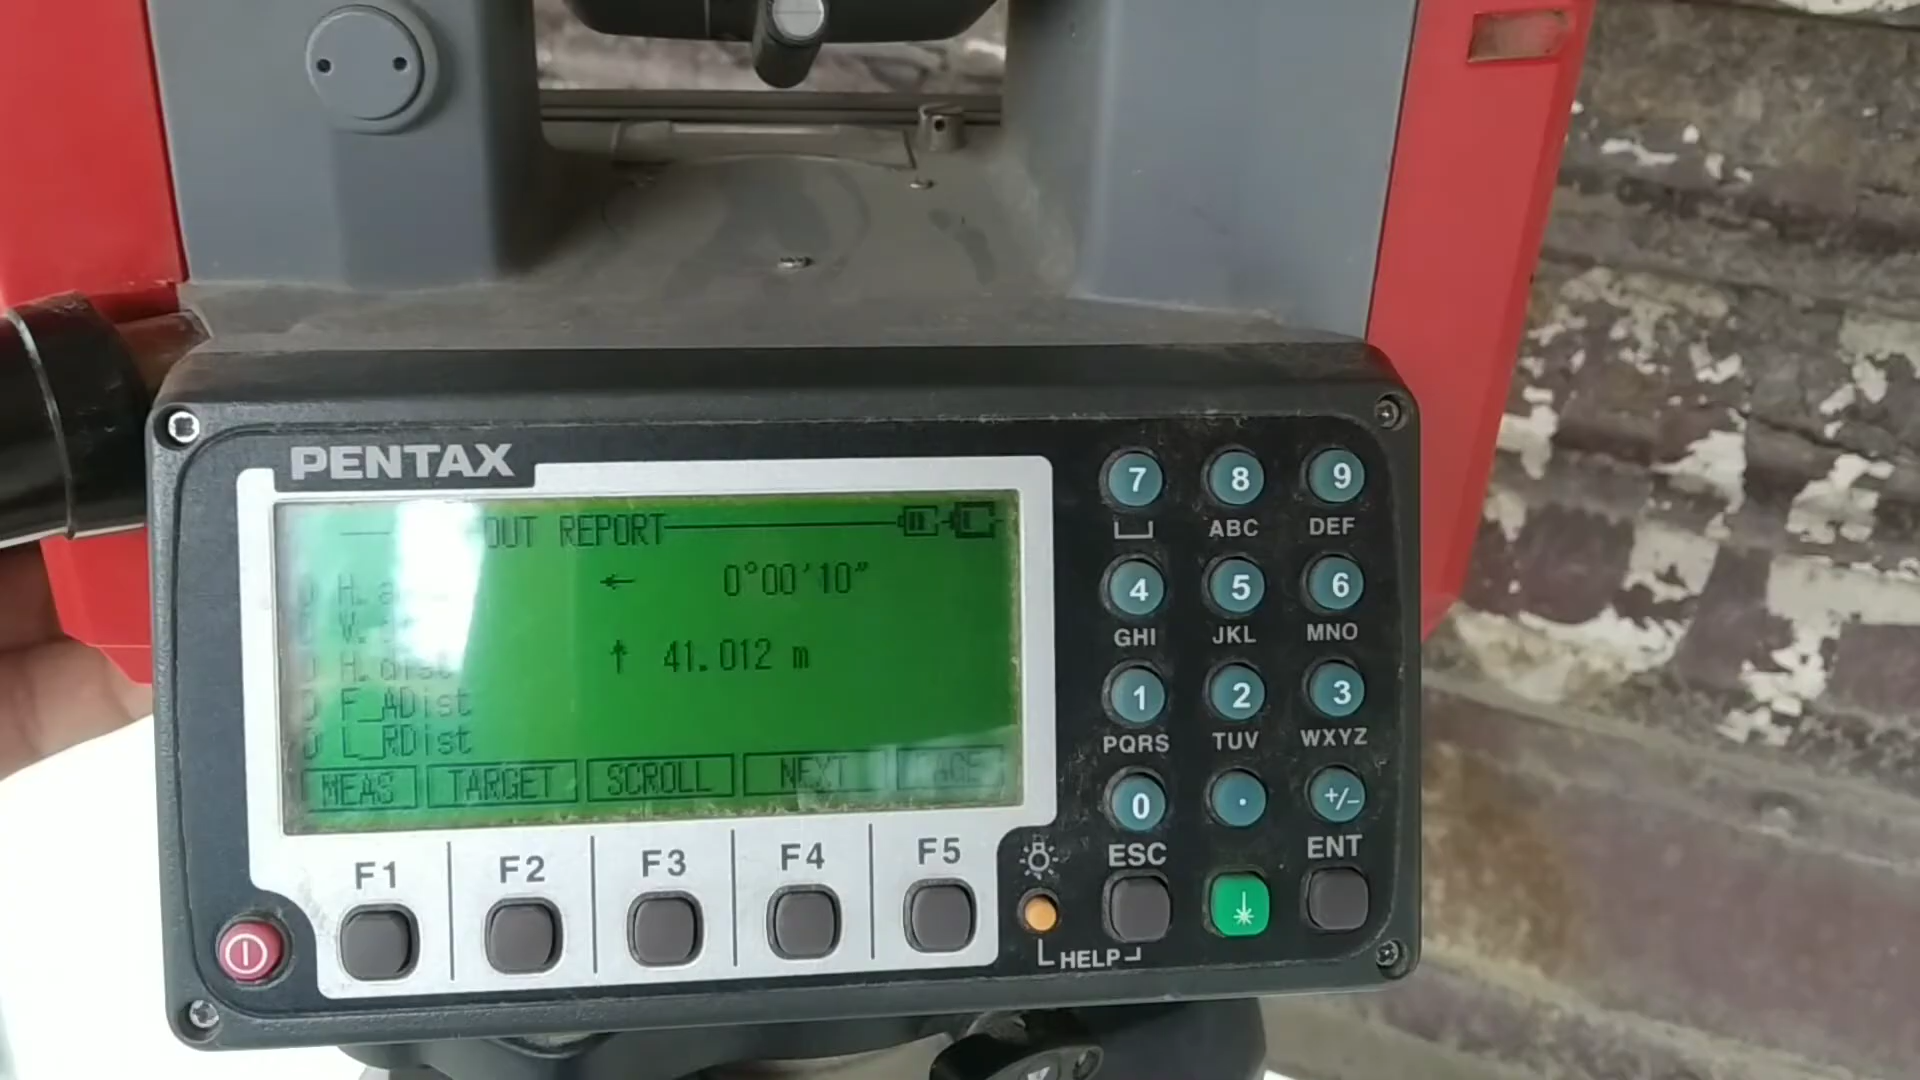 PENTAX
OUT REPORT
H. a ← 0°00'10"
V.
H. dist ↑ 41.012 m
F_ADist
L_RDist
MEAS TARGET SCROLL NEXT PAGE
F1 F2 F3 F4 F5
7 8 9
ABC DEF
4 5 6
GHI JKL MNO
1 2 3
PQRS TUV WXYZ
0 . +/-
ESC ENT
HELP